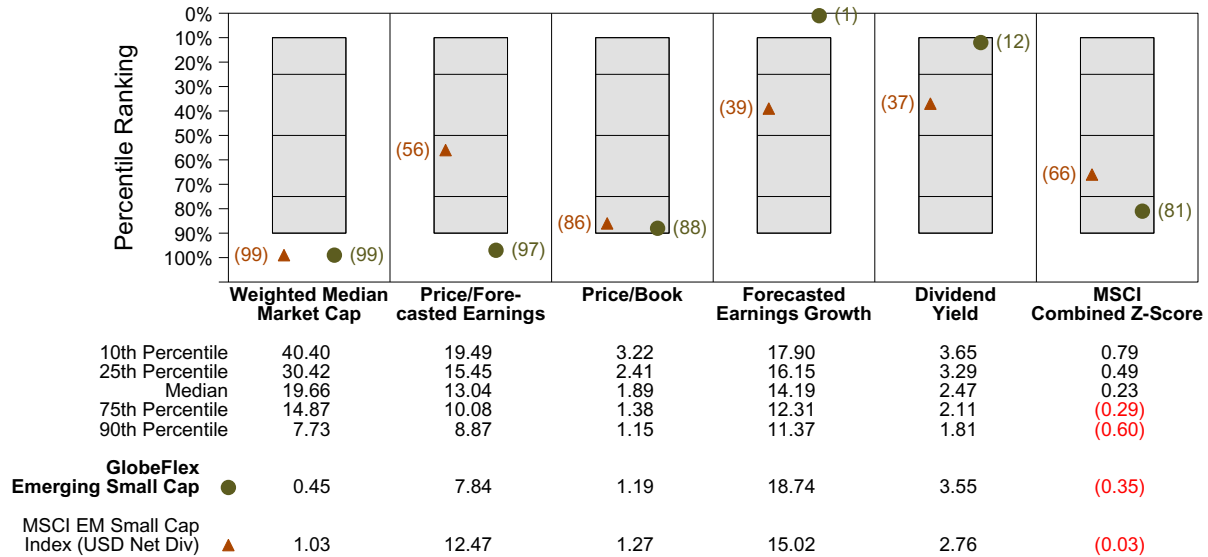 Percentile Ranking
0%
10%
20%
30%
40%
50%
60%
70%
80%
90%
100%
(99) (99)
(56)
(97)
(86) (88)
(1)
(39)
(12)
(37)
(66)
(81)
Weighted Median
Market Cap
Price/Fore-
casted Earnings
Price/Book
Forecasted
Earnings Growth
Dividend
Yield
MSCI
Combined Z-Score
10th Percentile 40.40 19.49 3.22 17.90 3.65 0.79
25th Percentile 30.42 15.45 2.41 16.15 3.29 0.49
Median 19.66 13.04 1.89 14.19 2.47 0.23
75th Percentile 14.87 10.08 1.38 12.31 2.11 (0.29)
90th Percentile 7.73 8.87 1.15 11.37 1.81 (0.60)
GlobeFlex
Emerging Small Cap 0.45 7.84 1.19 18.74 3.55 (0.35)
MSCI EM Small Cap
Index (USD Net Div) 1.03 12.47 1.27 15.02 2.76 (0.03)